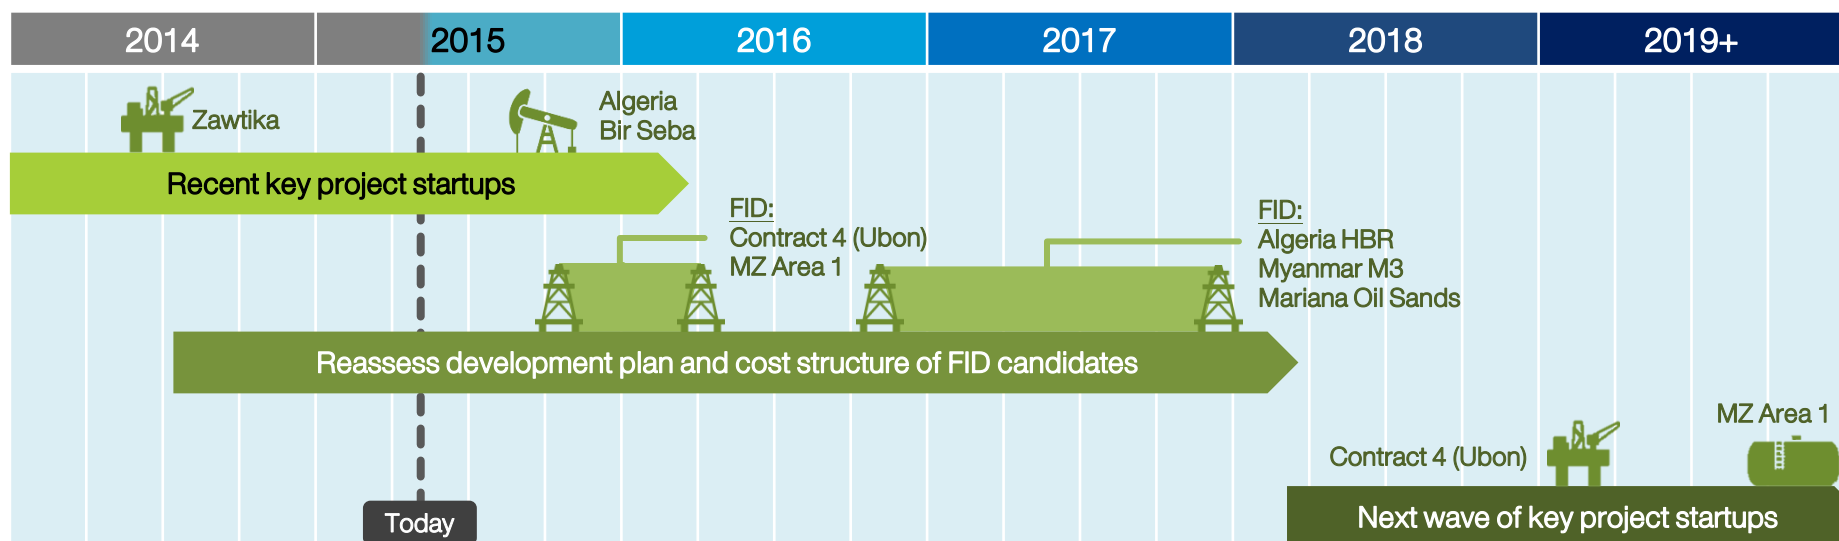 2014
2015
2016
2017
2018
2019+
Zawtika
Algeria
Bir Seba
Recent key project startups
FID:
Contract 4 (Ubon)
MZ Area 1
FID:
Algeria HBR
Myanmar M3
Mariana Oil Sands
Reassess development plan and cost structure of FID candidates
MZ Area 1
Contract 4 (Ubon)
Today
Next wave of key project startups